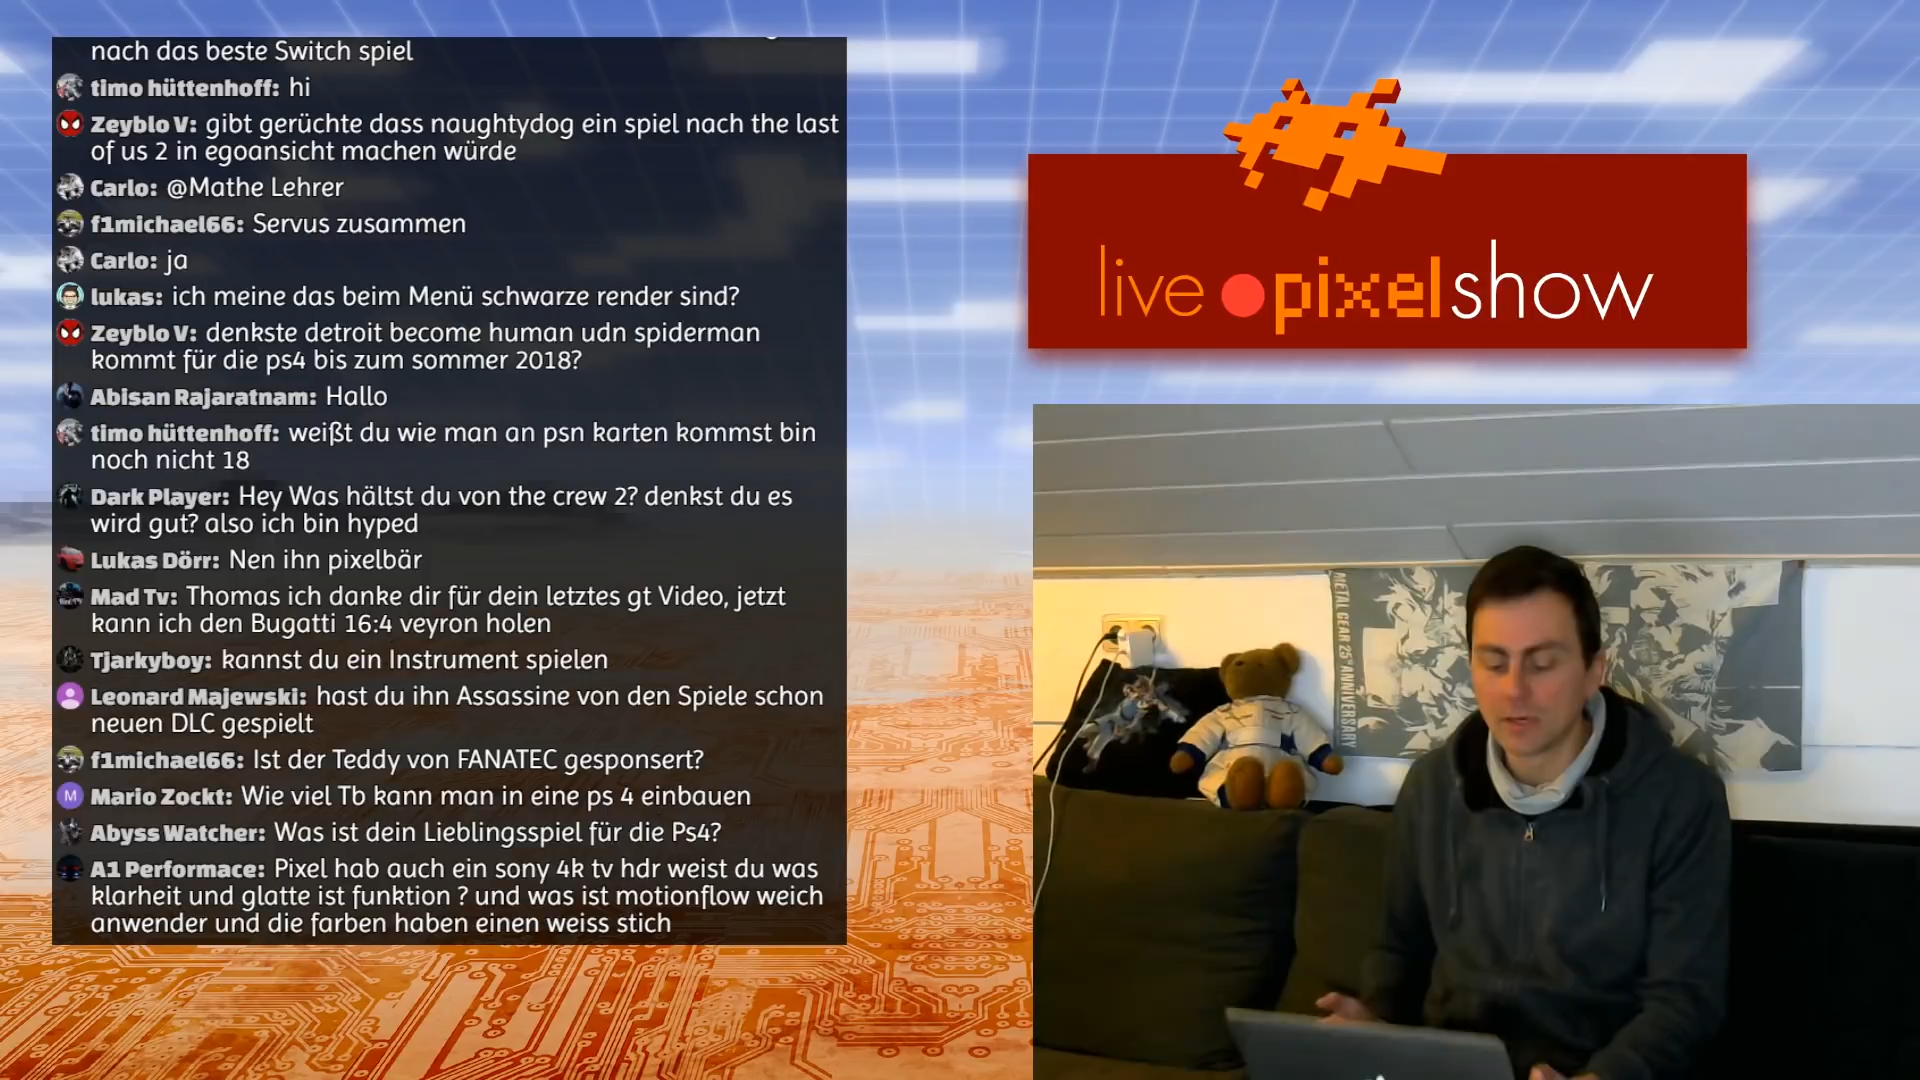 nach das beste Switch spiel
timo hüttenhoff: hi
Zeyblo V: gibt gerüchte dass naughtydog ein spiel nach the last
of us 2 in egoansicht machen würde
Carlo: @Mathe Lehrer
f1michael66: Servus zusammen
Carlo: ja
lukas: ich meine das beim Menü schwarze render sind?
Zeyblo V: denkste detroit become human udn spiderman
kommt für die ps4 bis zum sommer 2018?
Abisan Rajaratnam: Hallo
timo hüttenhoff: weißt du wie man an psn karten kommst bin
noch nicht 18
Dark Player: Hey Was hältst du von the crew 2? denkst du es
wird gut? also ich bin hyped
Lukas Dörr: Nen ihn pixelbär
Mad Tv: Thomas ich danke dir für dein letztes gt Video, jetzt
kann ich den Bugatti 16:4 veyron holen
Tjarkyboy: kannst du ein Instrument spielen
Leonard Majewski: hast du ihn Assassine von den Spiele schon
neuen DLC gespielt
f1michael66: Ist der Teddy von FANATEC gesponsert?
M Mario Zockt: Wie viel Tb kann man in eine ps 4 einbauen
Abyss Watcher: Was ist dein Lieblingsspiel für die Ps4?
A1 Performace: Pixel hab auch ein sony 4k tv hdr weist du was
klarheit und glatte ist funktion ? und was ist motionflow weich
anwender und die farben haben einen weiss stich
live pixelshow
METAL GEAR 25th ANNIVERSARY